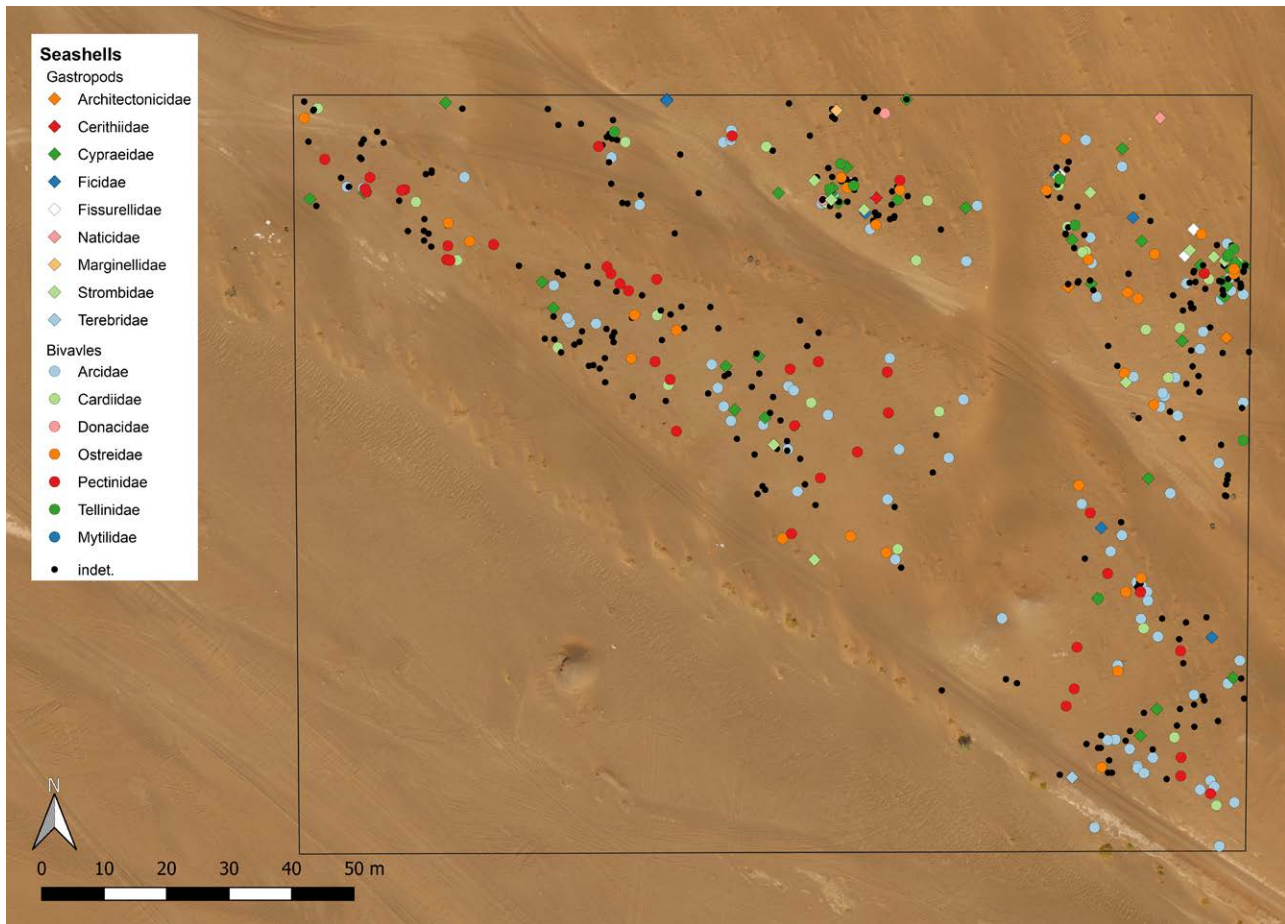 Seashells
Gastropods
Architectonicidae
Cerithiidae
Cypraeidae
Ficidae
Fissurellidae
Naticidae
Marginellidae
Strombidae
Terebridae
Bivavles
Arcidae
Cardiidae
Donacidae
Ostreidae
Pectinidae
Tellinidae
Mytilidae
indet.
N
0 10 20 30 40 50 m